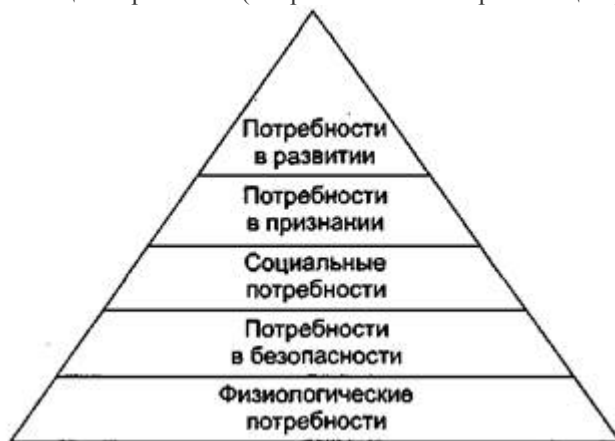 Потребности
в развитии
Потребности
в признании
Социальные
потребности
Потребности
в безопасности
Физиологические
потребности